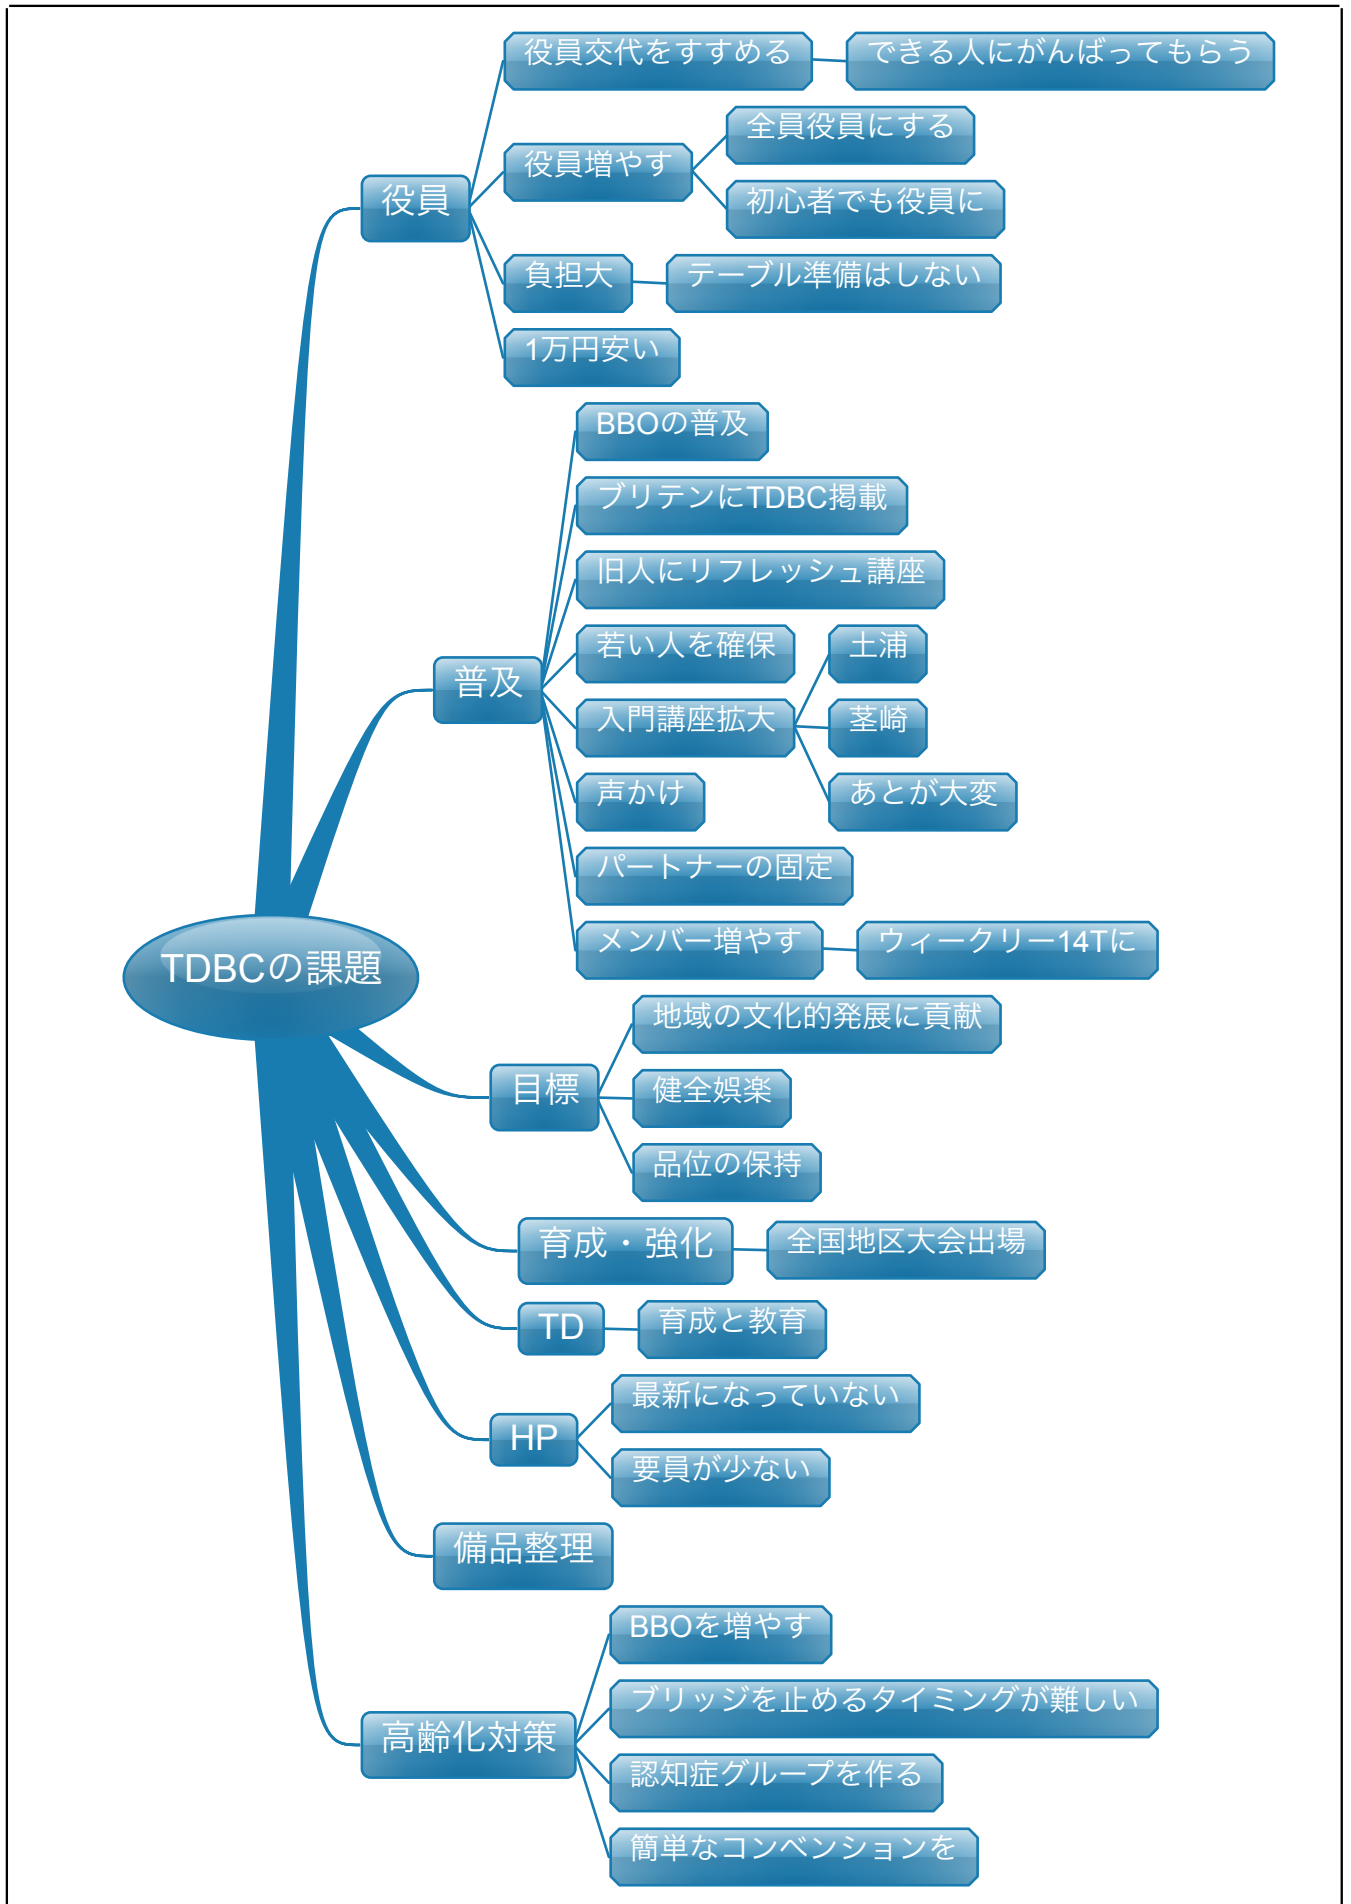 TDBCの課題
役員
役員交代をすすめる
できる人にがんばってもらう
役員増やす
全員役員にする
初心者でも役員に
負担大
テーブル準備はしない
1万円安い
普及
BBOの普及
ブリテンにTDBC掲載
旧人にリフレッシュ講座
若い人を確保
入門講座拡大
土浦
茎崎
あとが大変
声かけ
パートナーの固定
メンバー増やす
ウィークリー14Tに
目標
地域の文化的発展に貢献
健全娯楽
品位の保持
育成・強化
全国地区大会出場
TD
育成と教育
HP
最新になっていない
要員が少ない
備品整理
高齢化対策
BBOを増やす
ブリッジを止めるタイミングが難しい
認知症グループを作る
簡単なコンベンションを